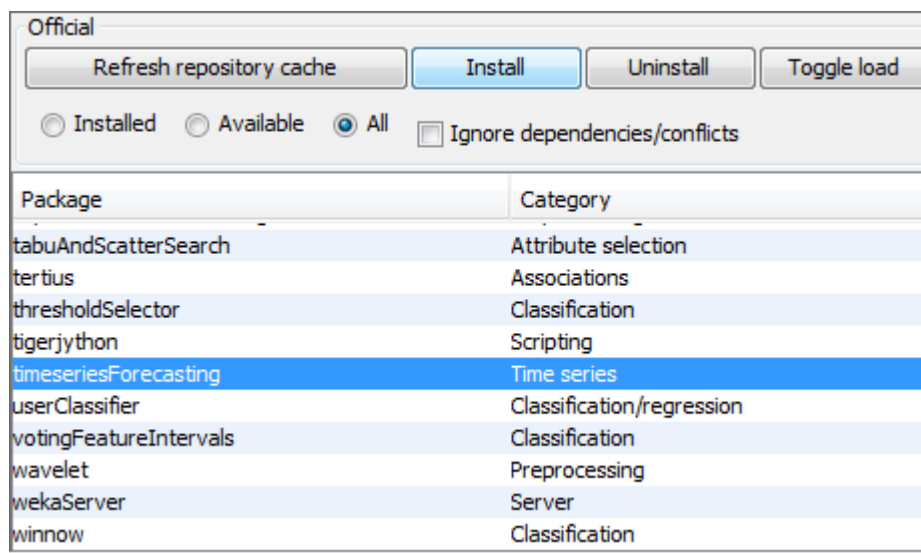 Official
Refresh repository cache Install Uninstall Toggle load
Installed Available All Ignore dependencies/conflicts
Package Category
tabuAndScatterSearch Attribute selection
tertius Associations
thresholdSelector Classification
tigerjython Scripting
timeseriesForecasting Time series
userClassifier Classification/regression
votingFeatureIntervals Classification
wavelet Preprocessing
wekaServer Server
winnow Classification